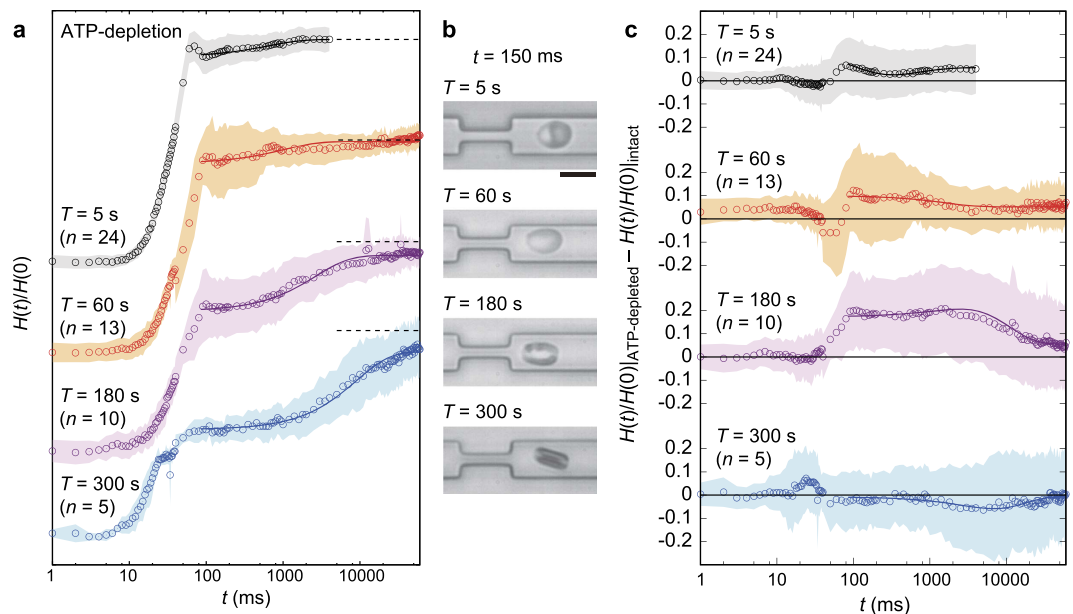 a
ATP-depletion
T = 5 s
(n = 24)
T = 60 s
(n = 13)
T = 180 s
(n = 10)
T = 300 s
(n = 5)
H(t)/H(0)
1 10 100 1000 10000
t (ms)
b
t = 150 ms
T = 5 s
T = 60 s
T = 180 s
T = 300 s
c
H(t)/H(0)|ATP-depleted − H(t)/H(0)|intact
0.2
0.1
0
-0.1
0.2
0.1
0
-0.1
0.2
0.2
0.1
0
-0.1
0.2
0.2
0.1
0
-0.1
-0.2
T = 5 s
(n = 24)
T = 60 s
(n = 13)
T = 180 s
(n = 10)
T = 300 s
(n = 5)
1 10 100 1000 10000
t (ms)